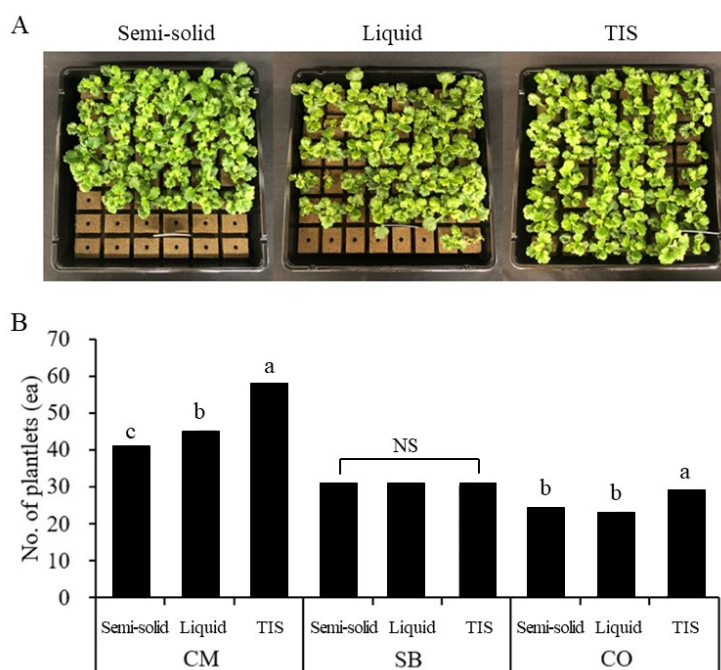 A
Semi-solid Liquid TIS
B
No. of plantlets (ea)
70
60
50
40
30
20
10
0
c
b
a
NS
b
b
a
Semi-solid Liquid TIS Semi-solid Liquid TIS Semi-solid Liquid TIS
CM SB CO